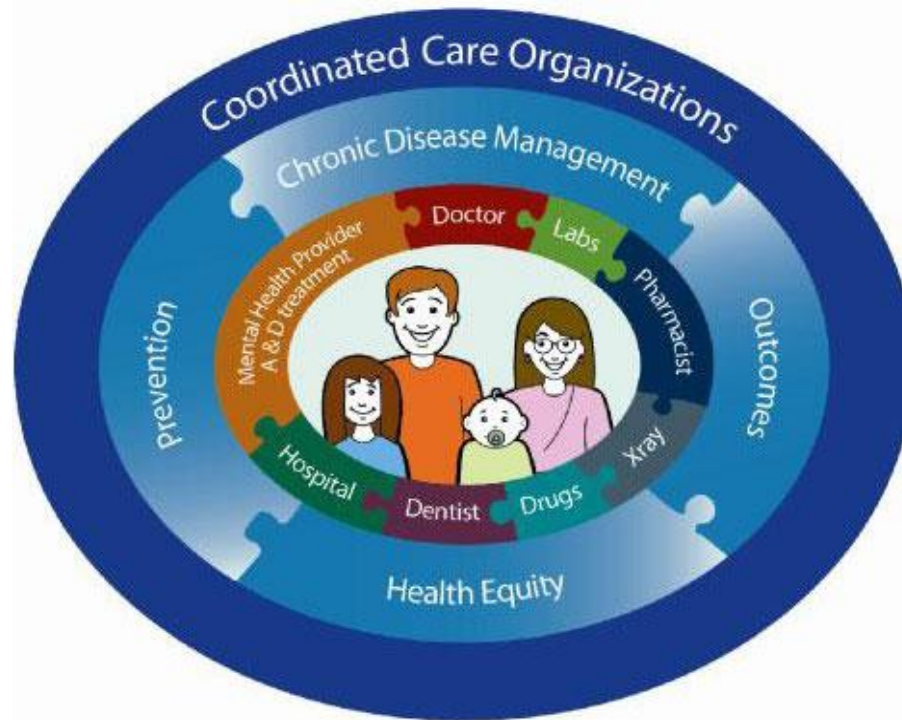 Coordinated Care Organizations
Chronic Disease Management
Outcomes
Health Equity
Prevention
Doctor
Labs
Pharmacist
Xray
Drugs
Dentist
Hospital
Mental Health Provider
A & D treatment